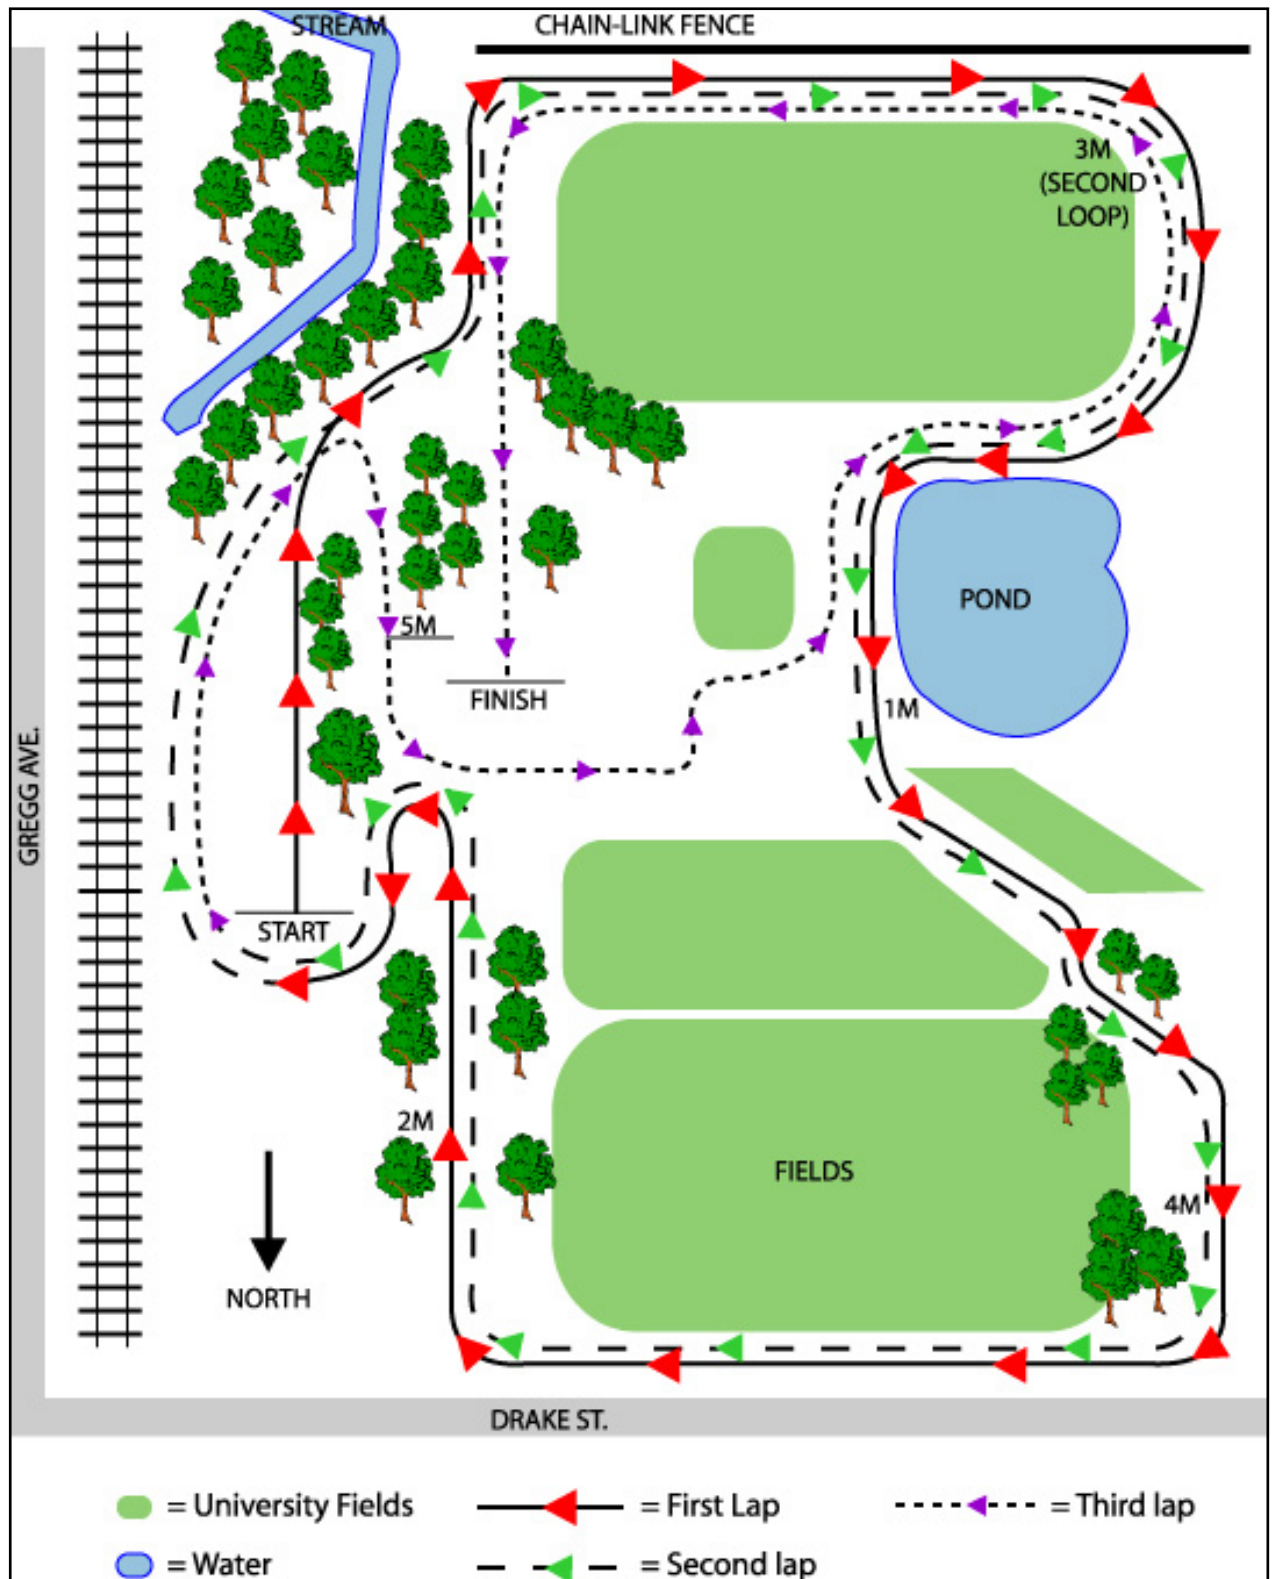 STREAM
CHAIN-LINK FENCE
3M
(SECOND
LOOP)
POND
5M
FINISH
1M
GREGG AVE.
START
2M
FIELDS
4M
NORTH
DRAKE ST.
= University Fields
= First Lap
= Third lap
= Water
= Second lap